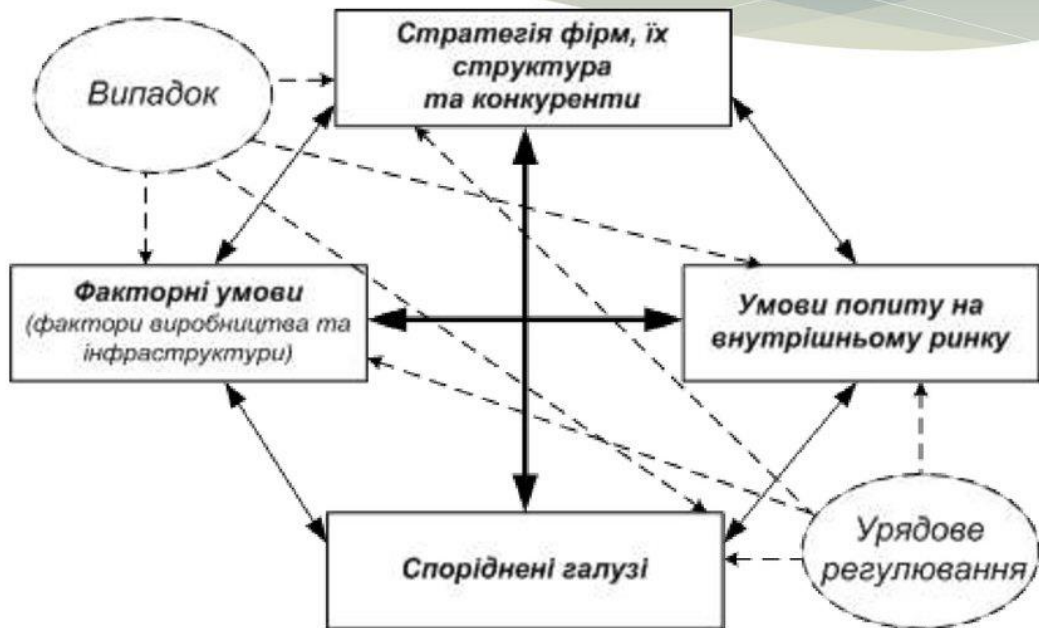 Стратегія фірм, їх
структура
та конкуренти
Випадок
Факторні умови
(фактори виробництва та
інфраструктури)
Умови попиту на
внутрішньому ринку
Споріднені галузі
Урядове
регулювання